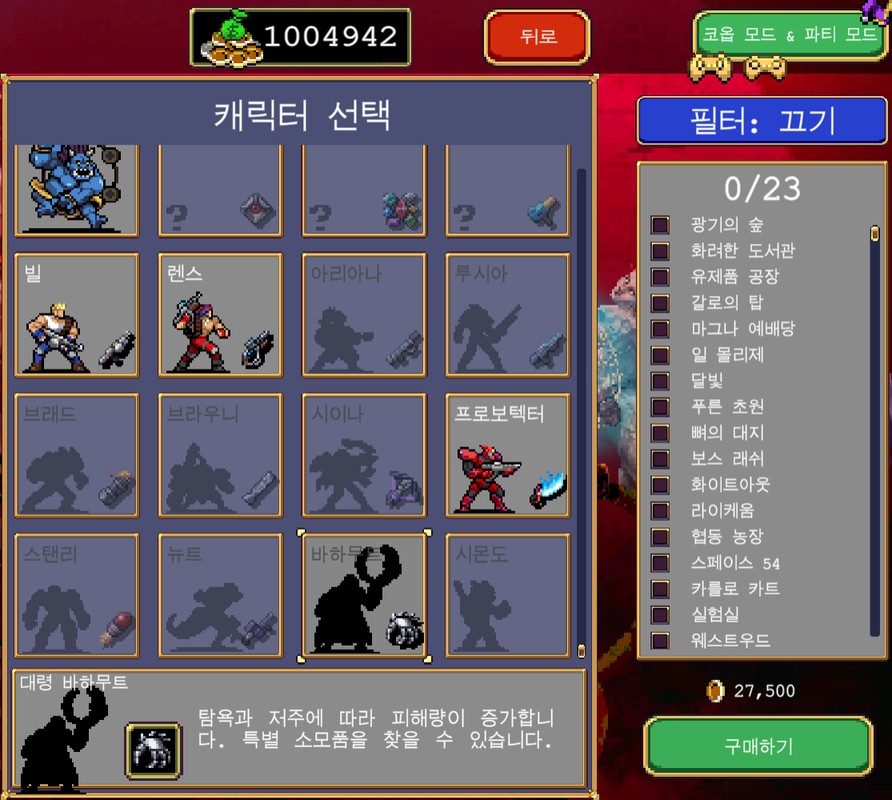 1004942
뒤로
코옵 모드 & 파티 모드
캐릭터 선택
필터: 끄기
0/23
광기의 숲
화려한 도서관
유제품 공장
갈로의 탑
마그나 예배당
일 몰리제
달빛
푸른 초원
뼈의 대지
보스 래쉬
화이트아웃
라이케움
협동 농장
스페이스 54
카를로 카트
실험실
웨스트우드
? ? ?
빌 렌스 아리아나 루시아
브래드 브라우니 시이나 프로보텍터
스탠리 뉴트 바하무트 시몬도
대령 바하무트
탐욕과 저주에 따라 피해량이 증가합니
다. 특별 소모품을 찾을 수 있습니다.
27,500
구매하기